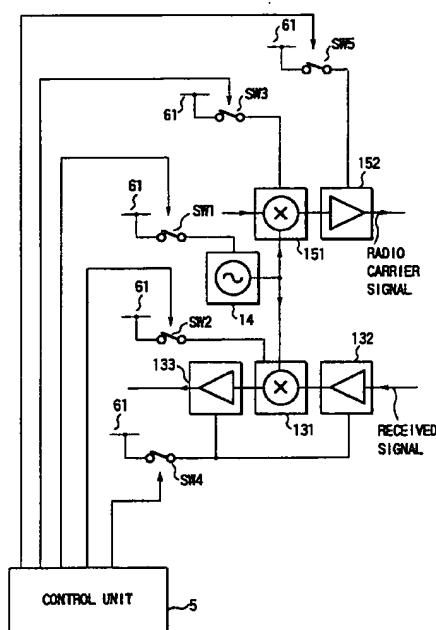 61
SW5
61
SW3
152
61
SW1
151
RADIO
CARRIER
SIGNAL
14
61
SW2
133
132
131
61
RECEIVED
SIGNAL
SW4
CONTROL UNIT
5